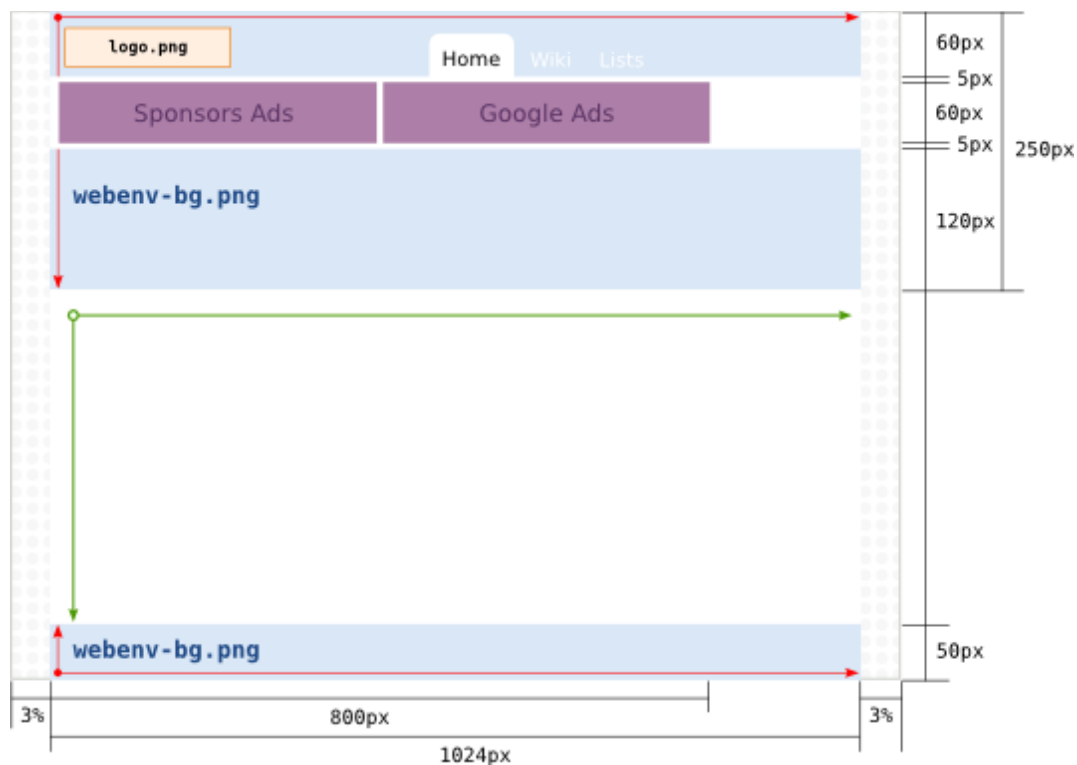 logo.png
Home Wiki Lists
Sponsors Ads Google Ads
webenv-bg.png
webenv-bg.png
60px
5px
60px
5px
250px
120px
50px
3% 800px 3%
1024px